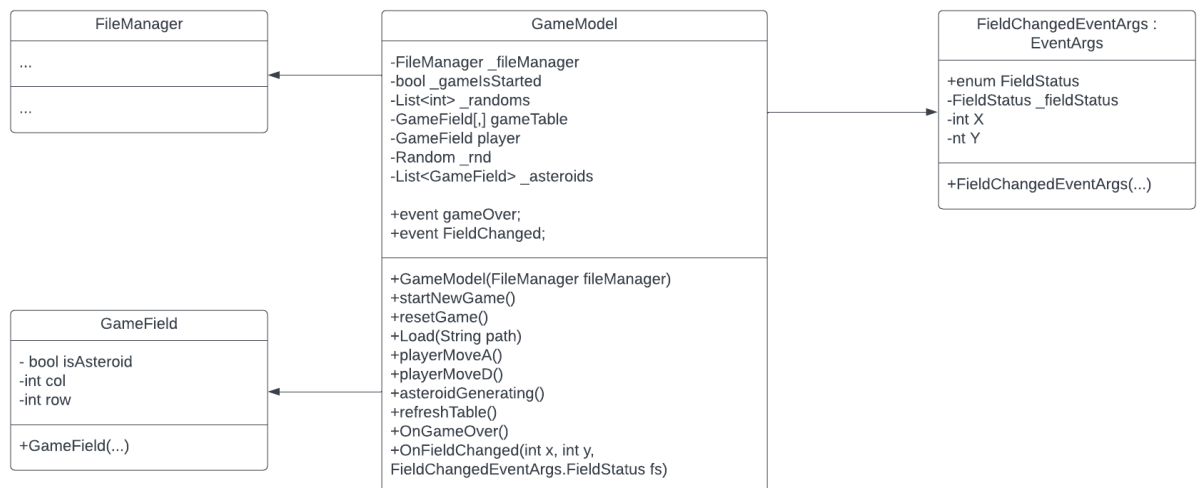 FileManager
...
...
GameModel
-FileManager _fileManager
-bool _gameIsStarted
-List<int> _randoms
-GameField[,] gameTable
-GameField player
-Random _rnd
-List<GameField> _asteroids
+event gameOver;
+event FieldChanged;
+GameModel(FileManager fileManager)
+startNewGame()
+resetGame()
+Load(String path)
+playerMoveA()
+playerMoveD()
+asteroidGenerating()
+refreshTable()
+OnGameOver()
+OnFieldChanged(int x, int y,
FieldChangedEventArgs.FieldStatus fs)
FieldChangedEventArgs :
EventArgs
+enum FieldStatus
-FieldStatus _fieldStatus
-int X
-nt Y
+FieldChangedEventArgs(...)
GameField
- bool isAsteroid
-int col
-int row
+GameField(...)